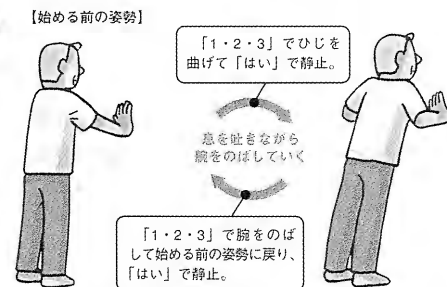 【始める前の姿勢】
「1・2・3」でひじを
曲げて「はい」で静止。
息を吐きながら
腕をのばしていく
「1・2・3」で腕をのば
して始める前の姿勢に戻り、
「はい」で静止。